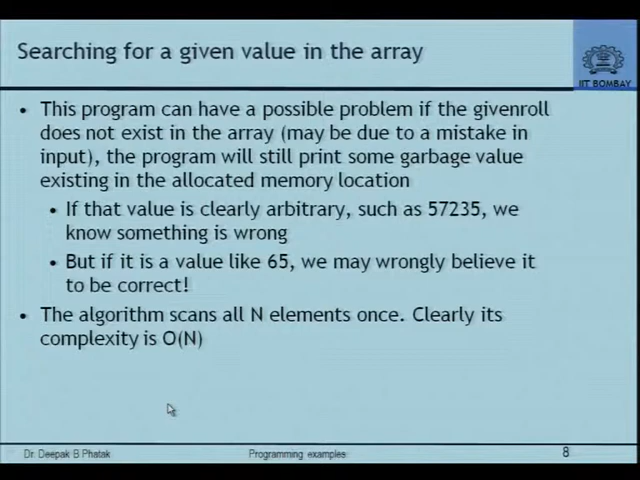 Searching for a given value in the array
IIT BOMBAY
• This program can have a possible problem if the givenroll
does not exist in the array (may be due to a mistake in
input), the program will still print some garbage value
existing in the allocated memory location
• If that value is clearly arbitrary, such as 57235, we
know something is wrong
• But if it is a value like 65, we may wrongly believe it
to be correct!
• The algorithm scans all N elements once. Clearly its
complexity is O(N)
Dr. Deepak B Phatak
Programming examples
8